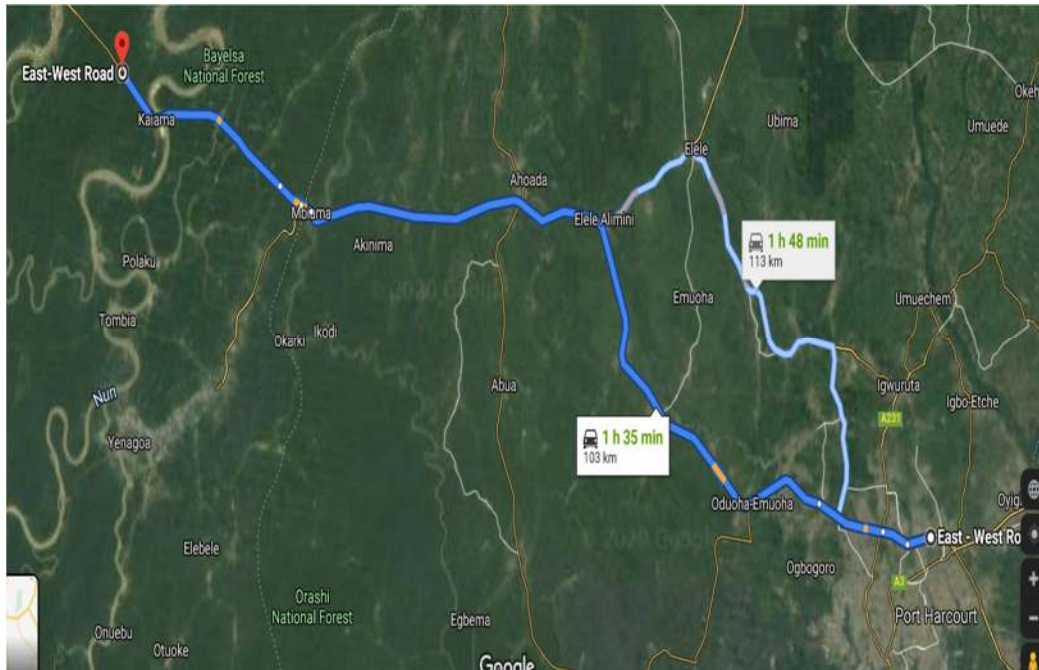 East-West Road
Bayelsa
National Forest
Kaiama
Okeh
Ubima
Umuede
Elele
Ahoada
Mbiama
Elele Alimini
1 h 48 min
113 km
Akinima
Polaku
Emuoha
Umuechem
Tombia
Ikodi
Okarki
Abua
Igwuruta
Nun
Igbo-Etche
A231
Yenagoa
1 h 35 min
103 km
Oduoha-Emuoha
Oyig
East - West Ro
Elebele
Ogbogoro
A3
Orashi
National Forest
Egbema
Port Harcourt
Onuebu
Otuoke
Google